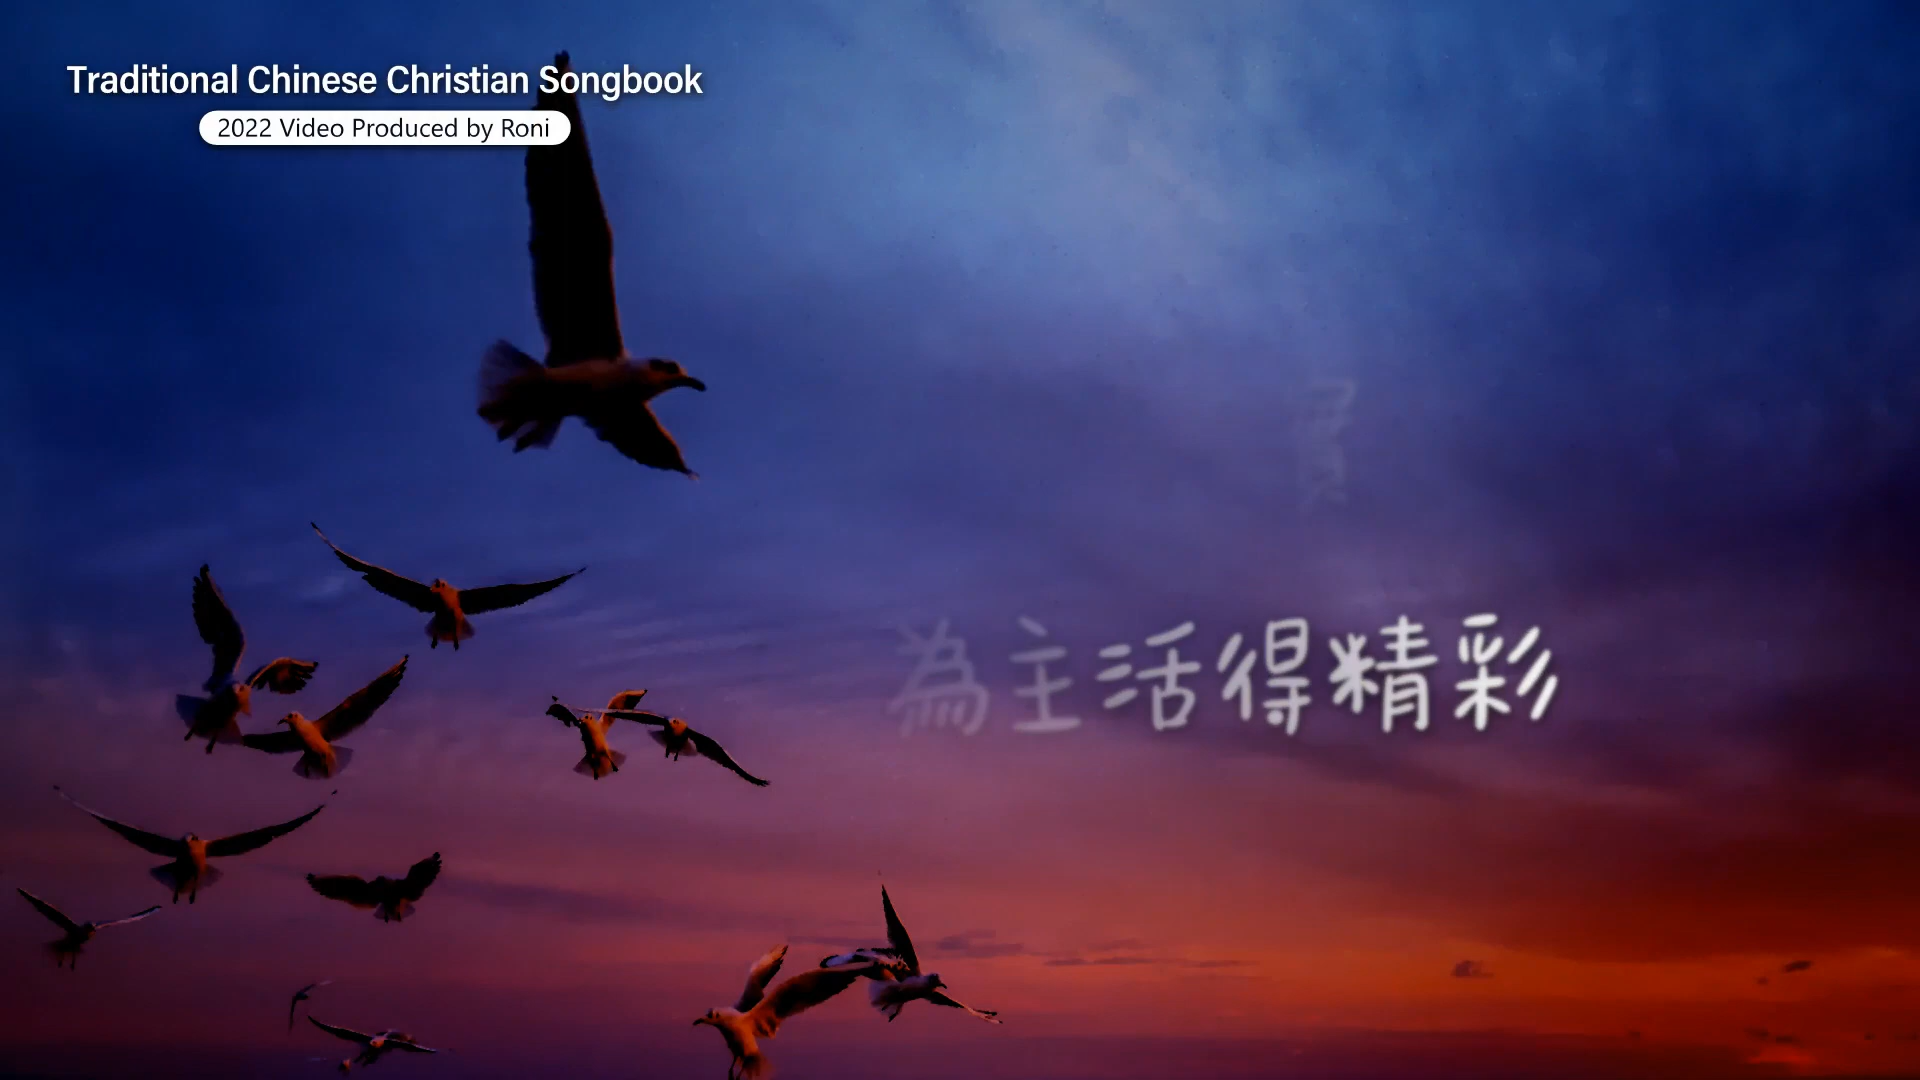 Traditional Chinese Christian Songbook
2022 Video Produced by Roni
為主活得精彩